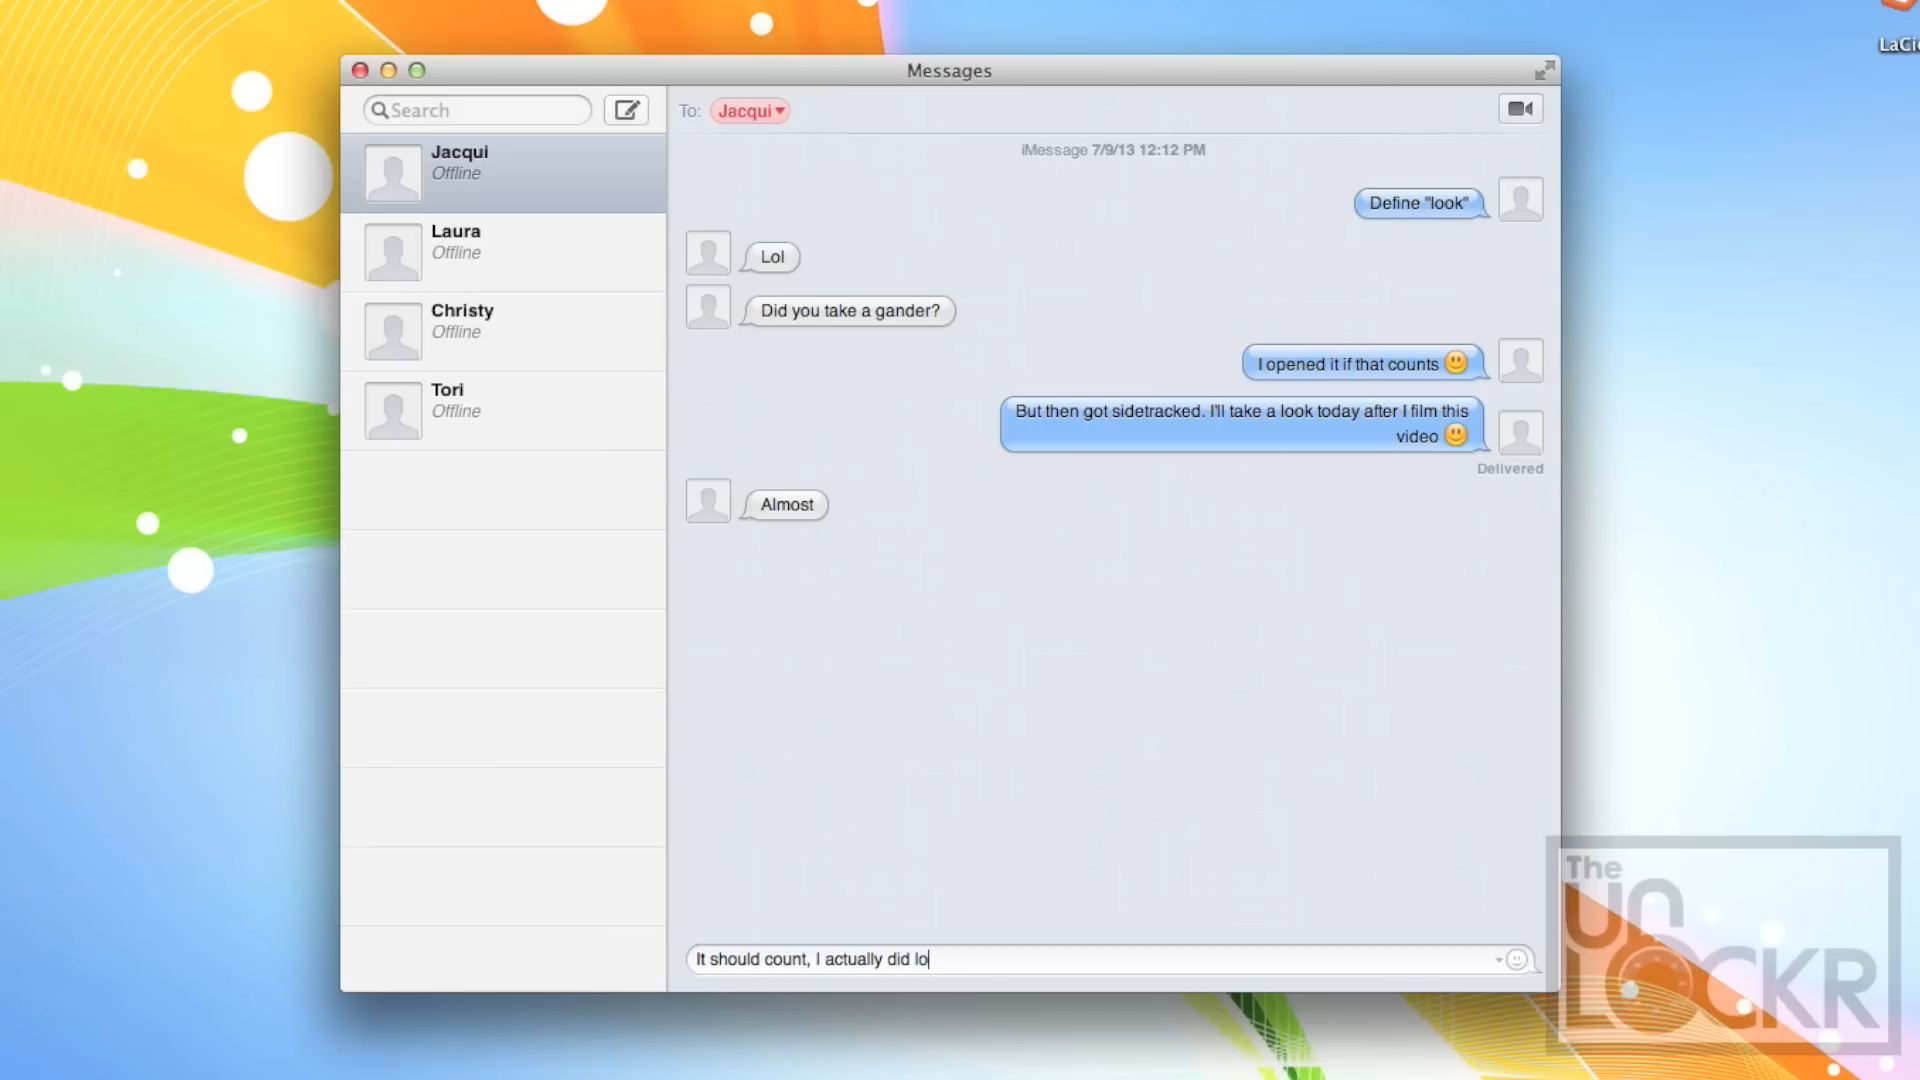 LaCi
Messages
Search
To: Jacqui
iMessage 7/9/13 12:12 PM
Jacqui
Offline
Laura
Offline
Christy
Offline
Tori
Offline
Define "look"
Lol
Did you take a gander?
I opened it if that counts
But then got sidetracked. I'll take a look today after I film this
video
Delivered
Almost
It should count, I actually did lo
The
UN
LOCKR